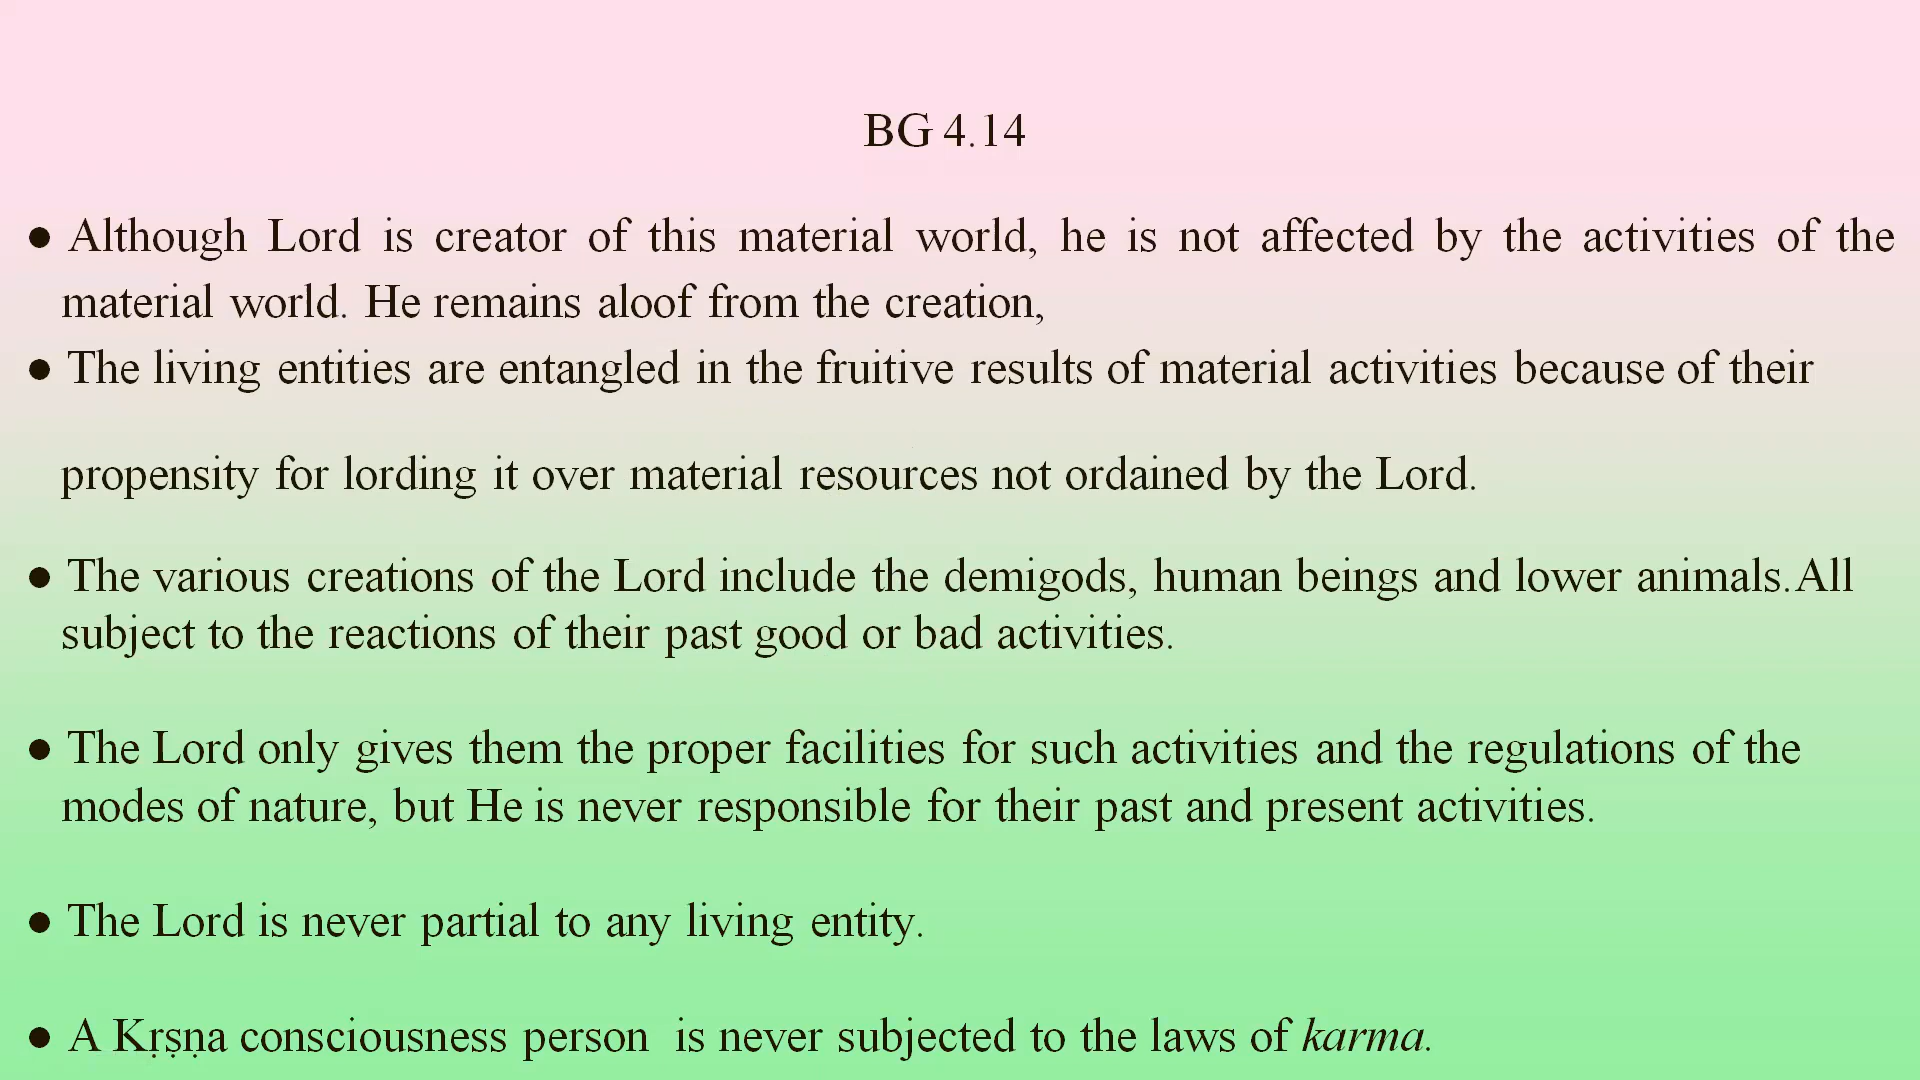 BG 4.14
● Although Lord is creator of this material world, he is not affected by the activities of the
material world. He remains aloof from the creation,
● The living entities are entangled in the fruitive results of material activities because of their
propensity for lording it over material resources not ordained by the Lord.
● The various creations of the Lord include the demigods, human beings and lower animals.All
subject to the reactions of their past good or bad activities.
● The Lord only gives them the proper facilities for such activities and the regulations of the
modes of nature, but He is never responsible for their past and present activities.
● The Lord is never partial to any living entity.
● A Kṛṣṇa consciousness person  is never subjected to the laws of karma.